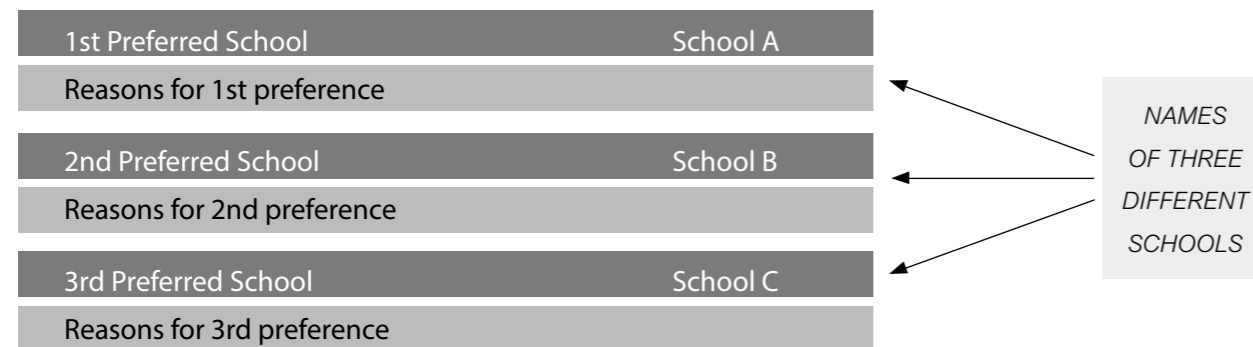 1st Preferred School School A
Reasons for 1st preference
2nd Preferred School School B
Reasons for 2nd preference
3rd Preferred School School C
Reasons for 3rd preference
NAMES
OF THREE
DIFFERENT
SCHOOLS